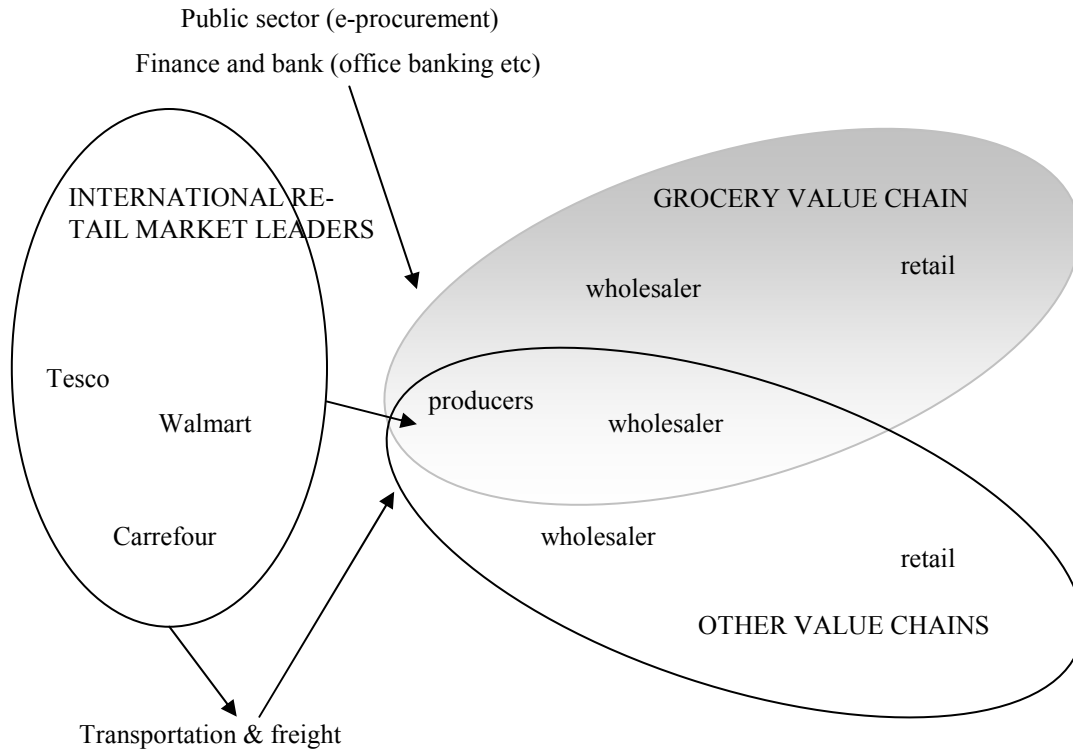 Public sector (e-procurement)
Finance and bank (office banking etc)
INTERNATIONAL RE-
TAIL MARKET LEADERS
GROCERY VALUE CHAIN
retail
wholesaler
Tesco
producers
Walmart
wholesaler
Carrefour
wholesaler
retail
OTHER VALUE CHAINS
Transportation & freight